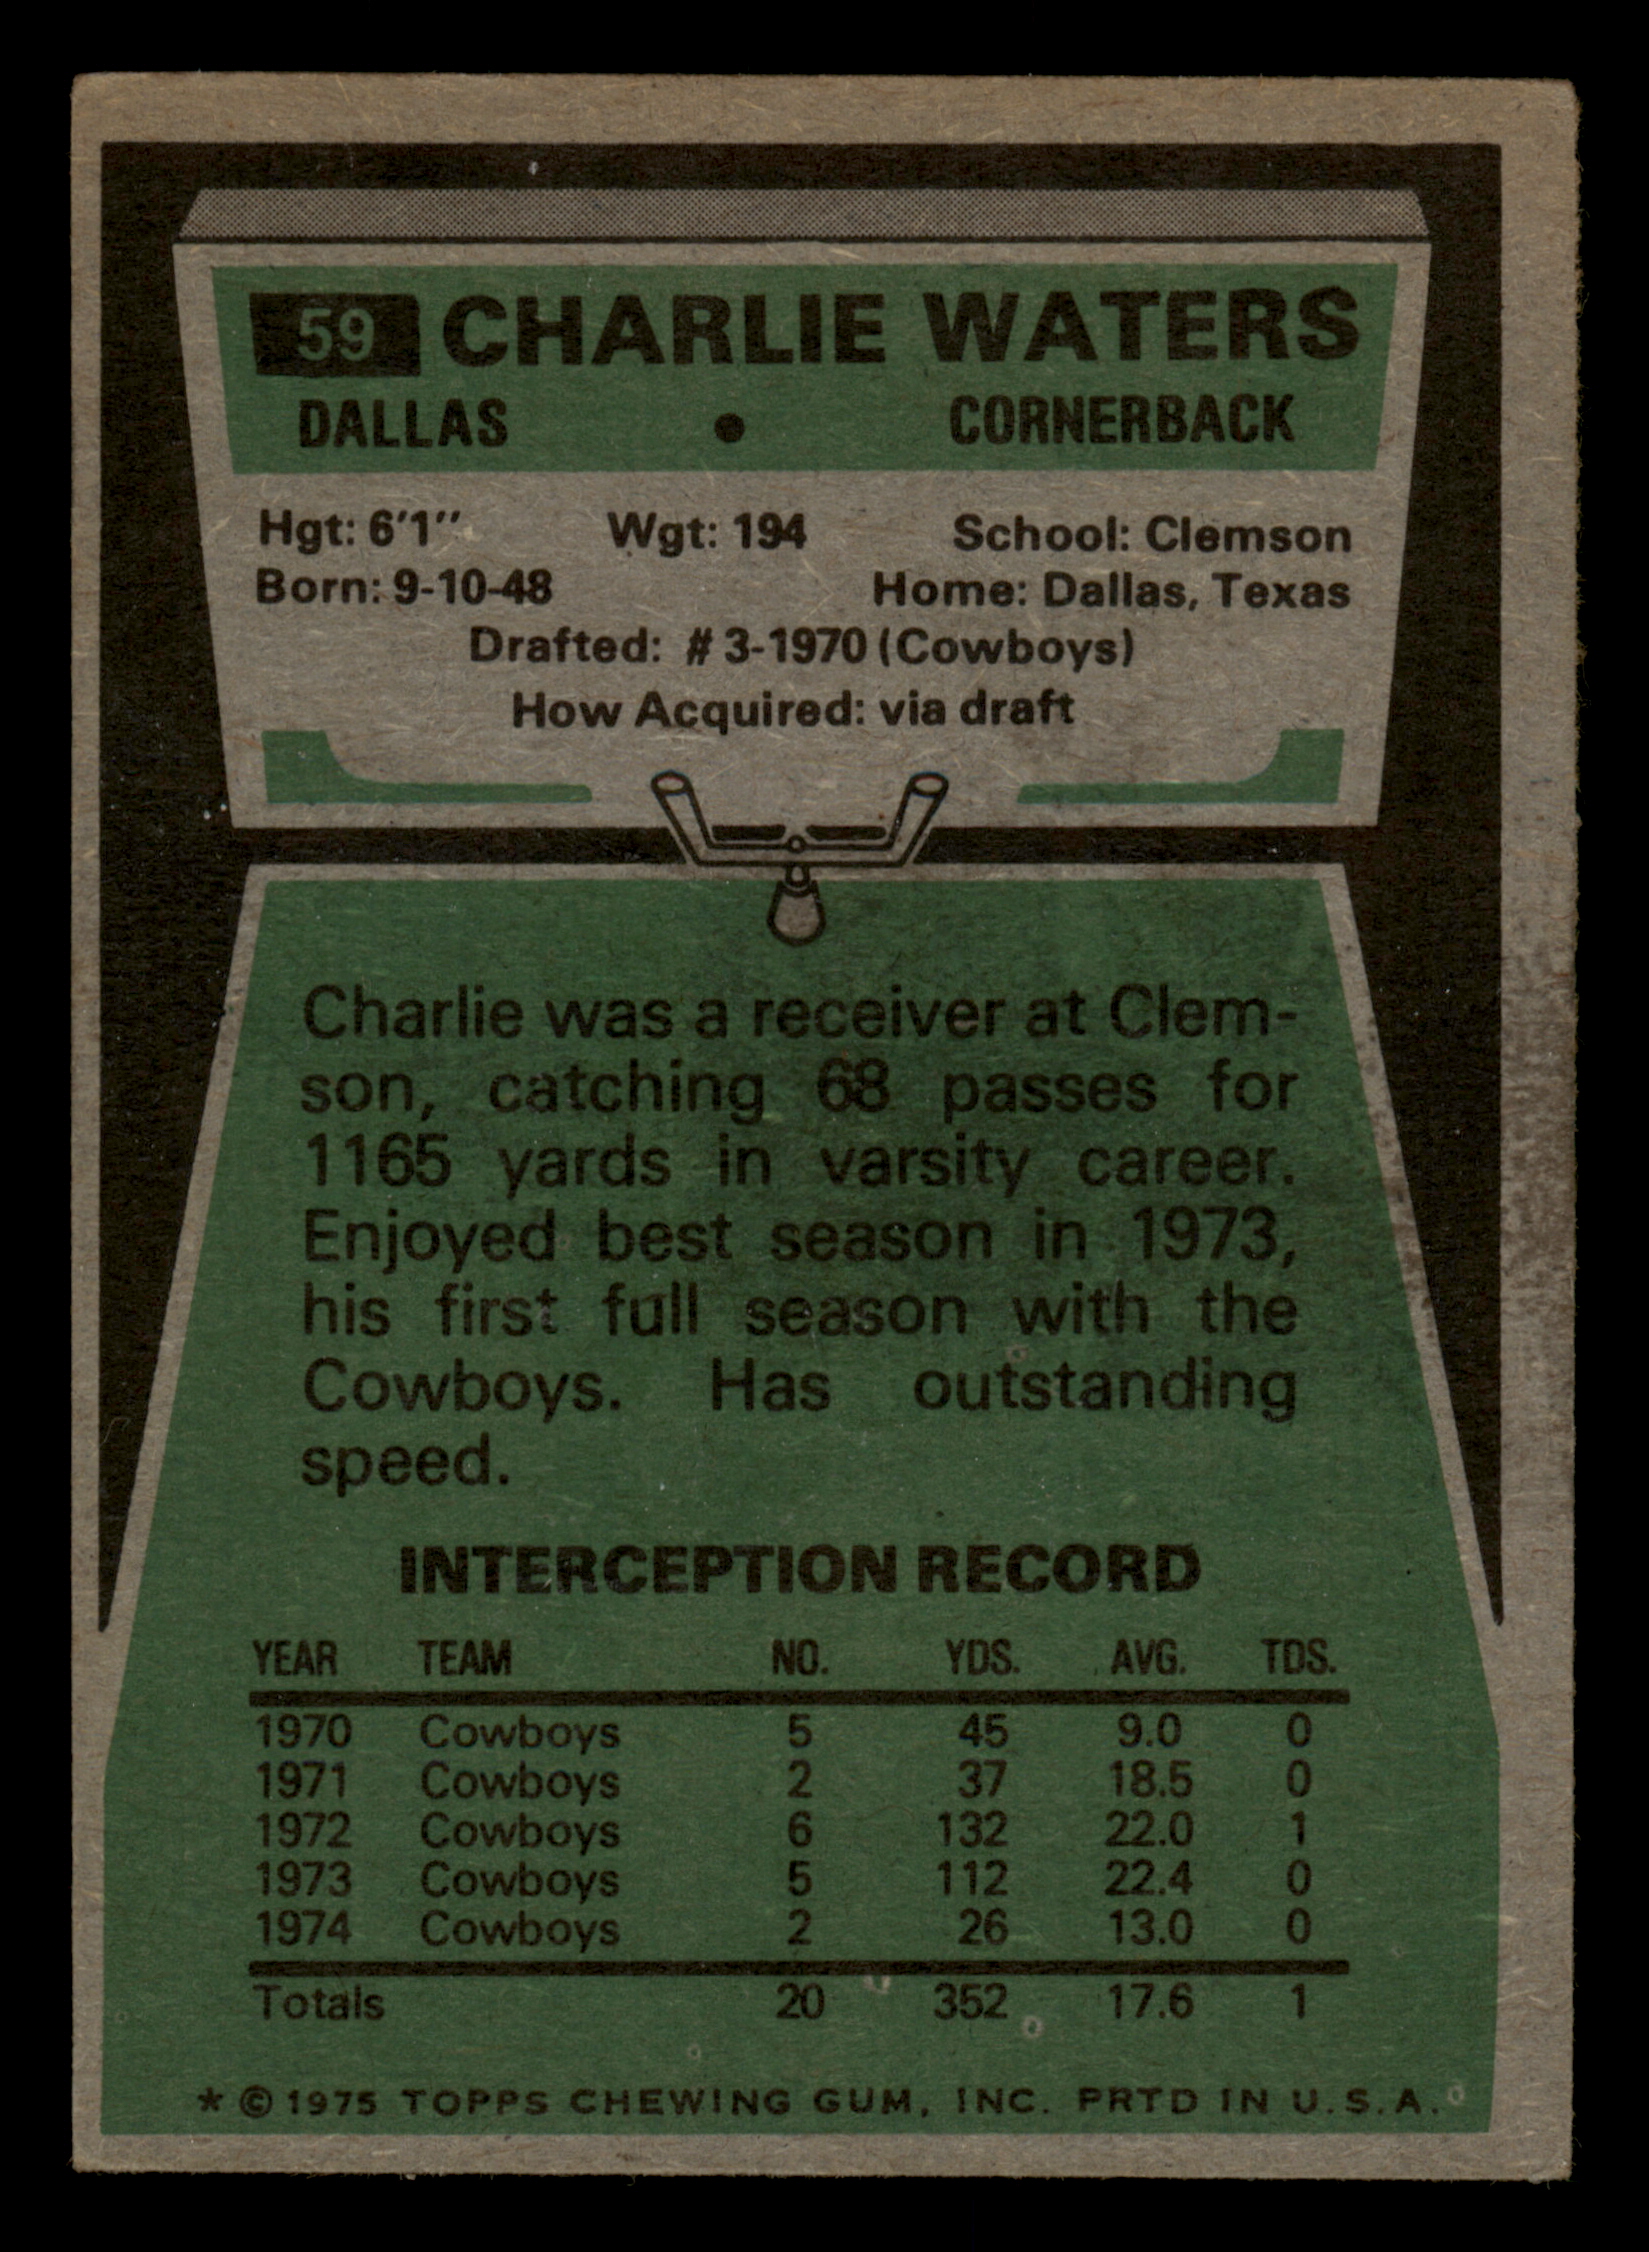 59 CHARLIE WATERS
DALLAS • CORNERBACK
Hgt: 6'1" Wgt: 194 School: Clemson
Born: 9-10-48 Home: Dallas, Texas
Drafted: # 3-1970 (Cowboys)
How Acquired: via draft
Charlie was a receiver at Clem-
son, catching 68 passes for
1165 yards in varsity career.
Enjoyed best season in 1973,
his first full season with the
Cowboys. Has outstanding
speed.
INTERCEPTION RECORD
YEAR TEAM NO. YDS. AVG. TDS.
1970 Cowboys 5 45 9.0 0
1971 Cowboys 2 37 18.5 0
1972 Cowboys 6 132 22.0 1
1973 Cowboys 5 112 22.4 0
1974 Cowboys 2 26 13.0 0
Totals 20 352 17.6 1
* © 1975 TOPPS CHEWING GUM, INC. PRTD IN U.S.A.